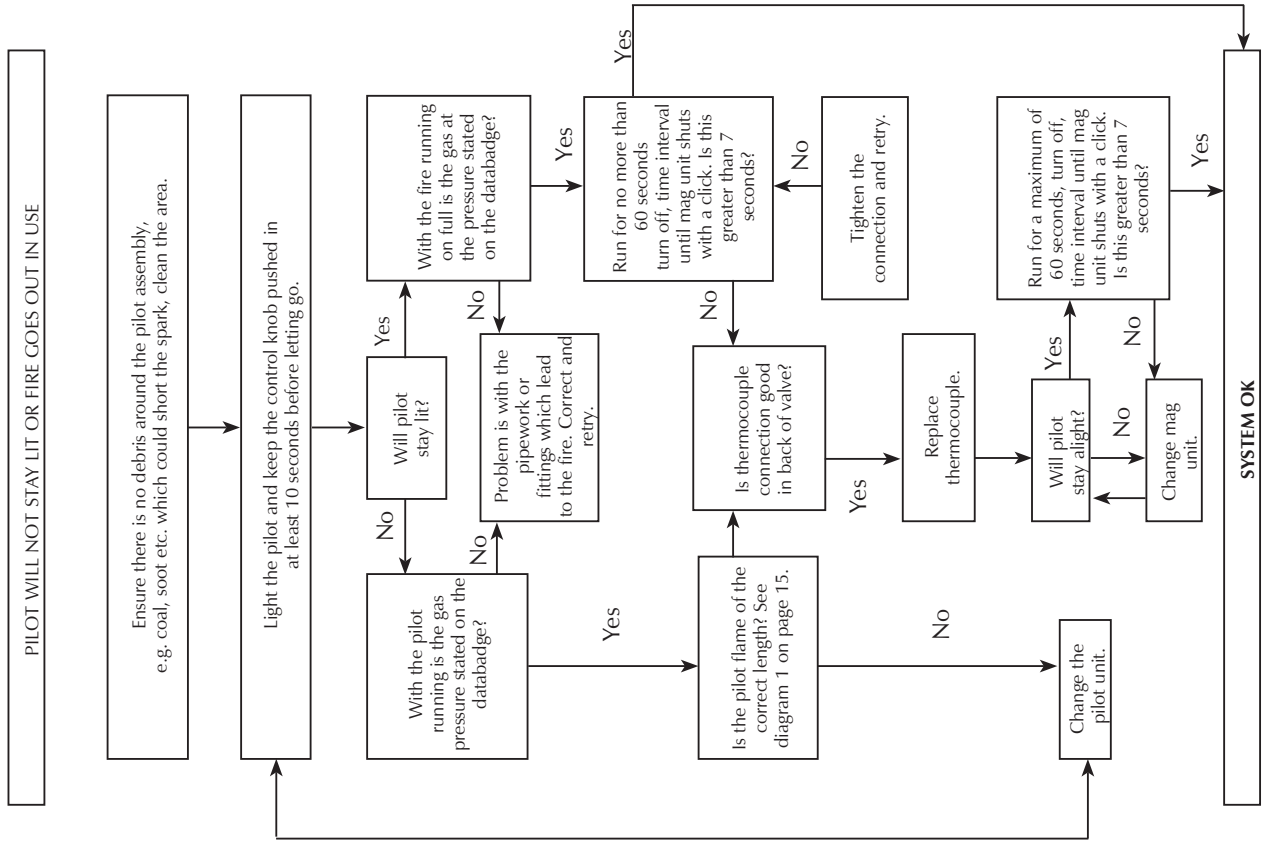 PILOT WILL NOT STAY LIT OR FIRE GOES OUT IN USE
Ensure there is no debris around the pilot assembly,
e.g. coal, soot etc. which could short the spark, clean the area.
Light the pilot and keep the control knob pushed in
at least 10 seconds before letting go.
Will pilot
stay lit?
No
Yes
With the pilot
running is the gas
pressure stated on the
databadge?
With the fire running
on full is the gas at
the pressure stated
on the databadge?
No
No
Problem is with the
pipework or
fittings which lead
to the fire. Correct and
retry.
Yes
Yes
Yes
Run for no more than
60 seconds
turn off, time interval
until mag unit shuts
with a click. Is this
greater than 7
seconds?
Is the pilot flame of the
correct length? See
diagram 1 on page 15.
Is thermocouple
connection good
in back of valve?
No
No
Tighten the
connection and retry.
Yes
Replace
thermocouple.
No
Change the
pilot unit.
Will pilot
stay alight?
Yes
Run for a maximum of
60 seconds, turn off,
time interval until mag
unit shuts with a click.
Is this greater than 7
seconds?
No
No
Change mag
unit.
Yes
SYSTEM OK